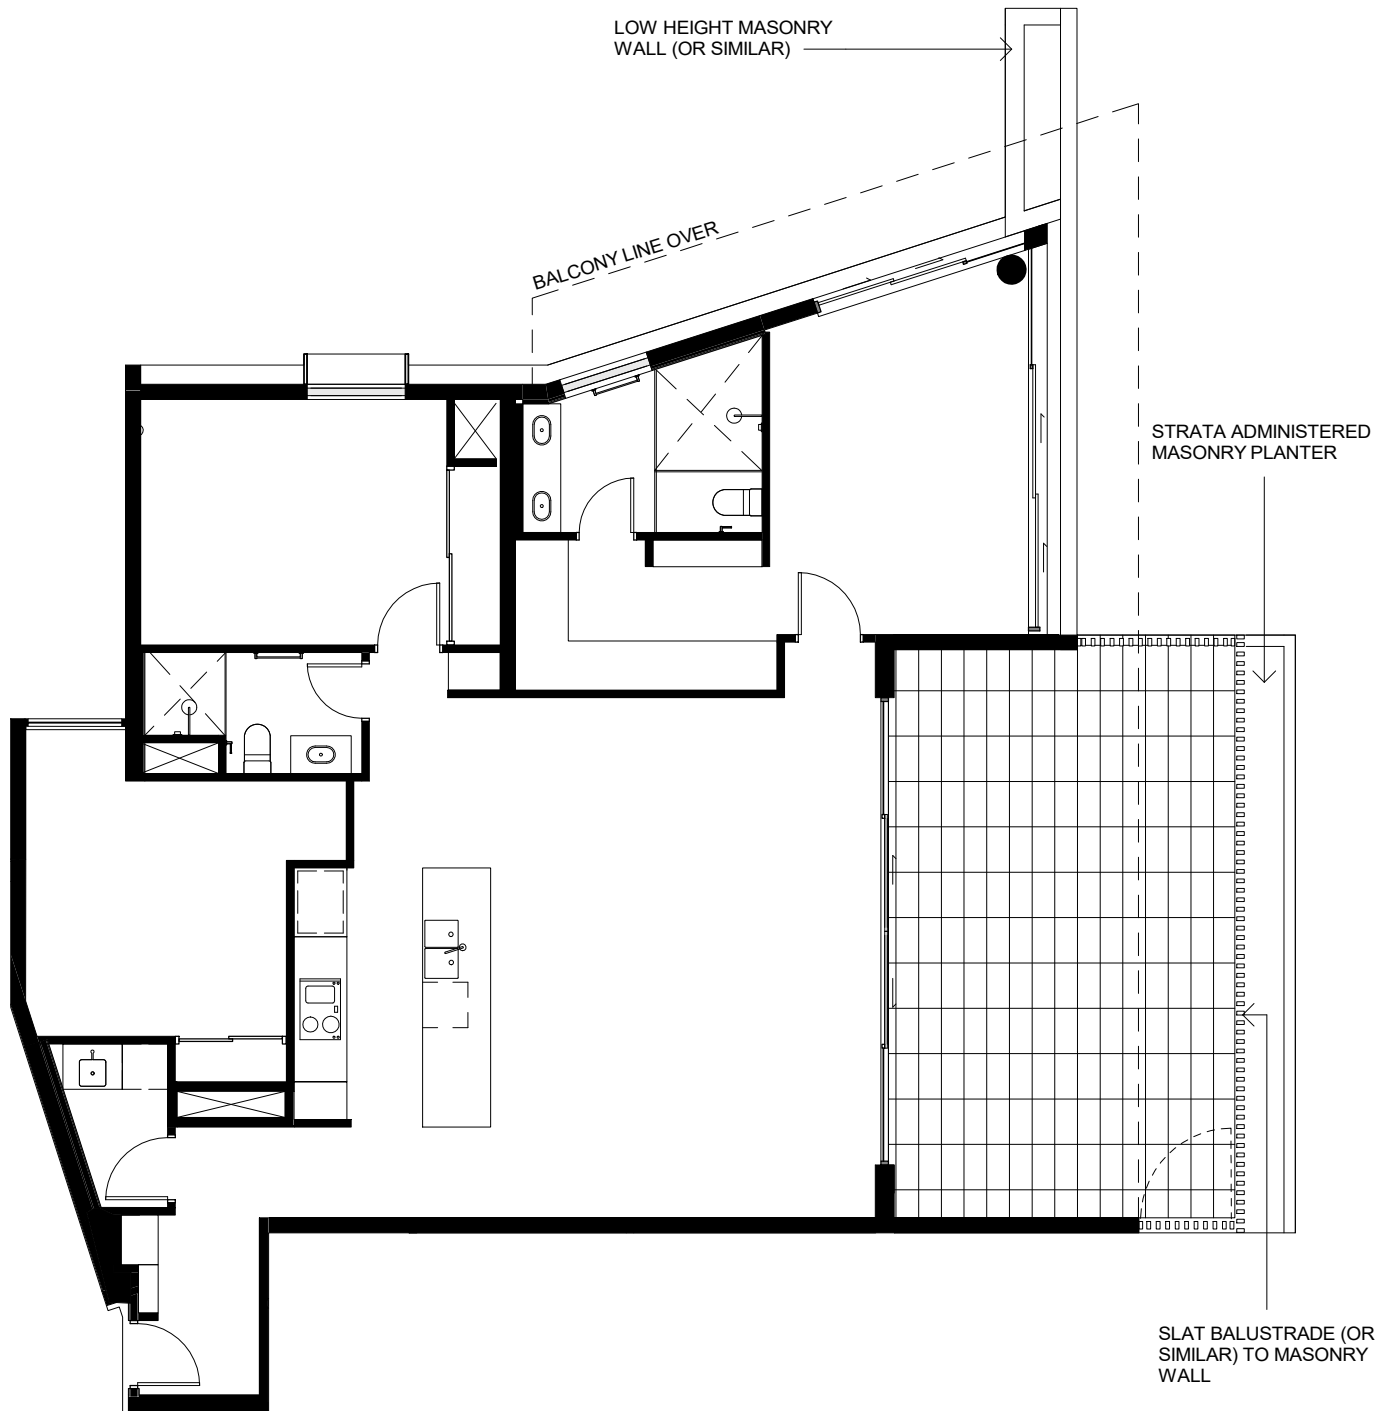 LOW HEIGHT MASONRY
WALL (OR SIMILAR)
BALCONY LINE OVER
STRATA ADMINISTERED
MASONRY PLANTER
SLAT BALUSTRADE (OR
SIMILAR) TO MASONRY
WALL